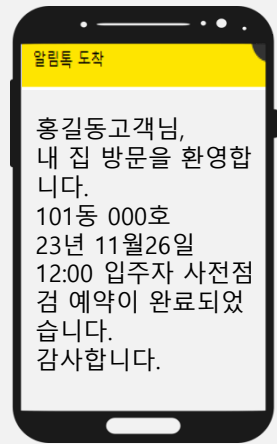 알림톡 도착
홍길동고객님,
내 집 방문을 환영합
니다.
101동 000호
23년 11월26일
12:00 입주자 사전점
검 예약이 완료되었
습니다.
감사합니다.